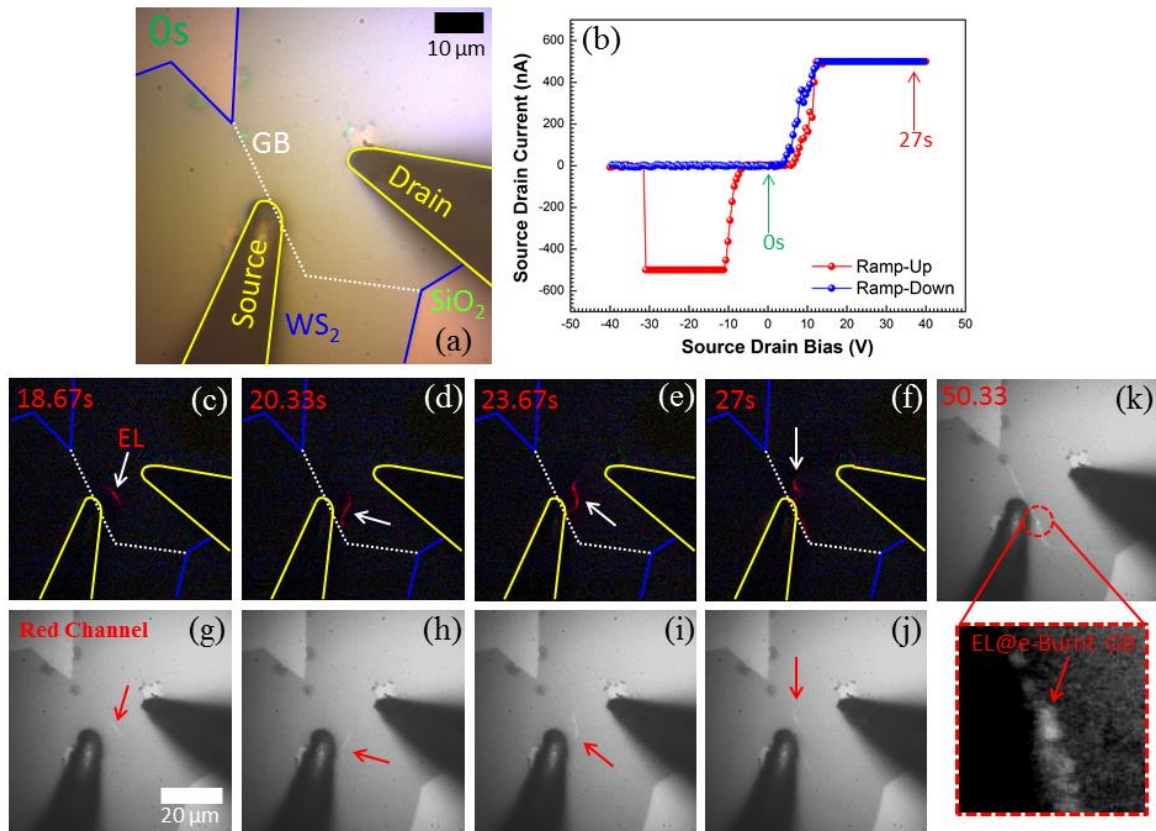 0s
10 µm
GB
Drain
Source
WS2
SiO2
(a)
(b)
Source Drain Current (nA)
600
400
200
0
-200
-400
-600
27s
0s
Ramp-Up
Ramp-Down
-50 -40 -30 -20 -10 0 10 20 30 40 50
Source Drain Bias (V)
18.67s
(c)
EL
20.33s
(d)
23.67s
(e)
27s
(f)
50.33
(k)
Red Channel
(g)
20 µm
(h)
(i)
(j)
EL@e-Burnt GB